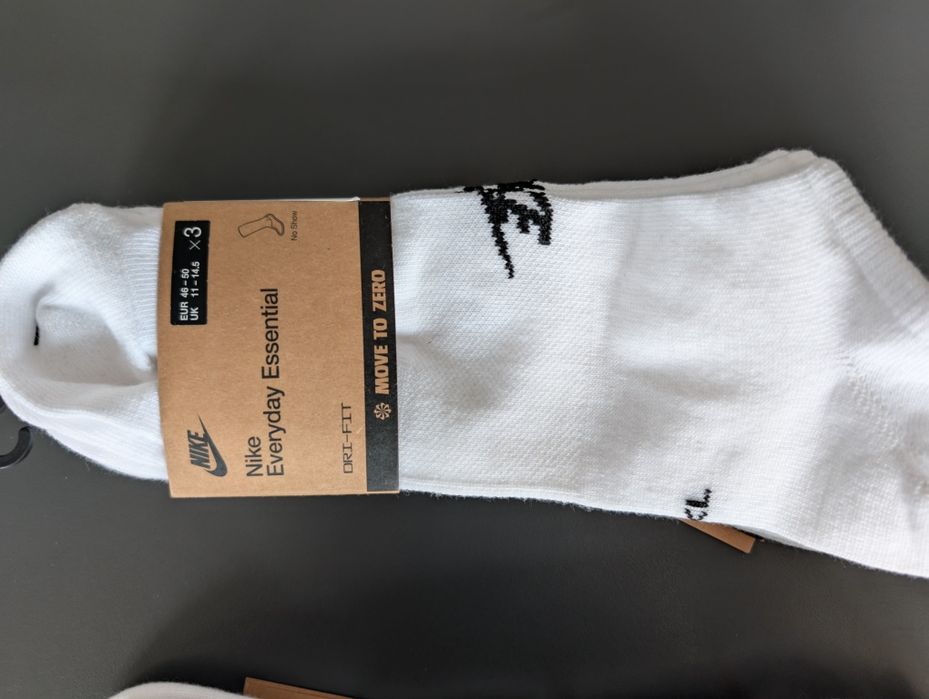 EUR 46 - 50
UK 11 - 14.5
× 3
No Show
NIKE
Nike
Everyday Essential
DRI-FIT
MOVE TO ZERO